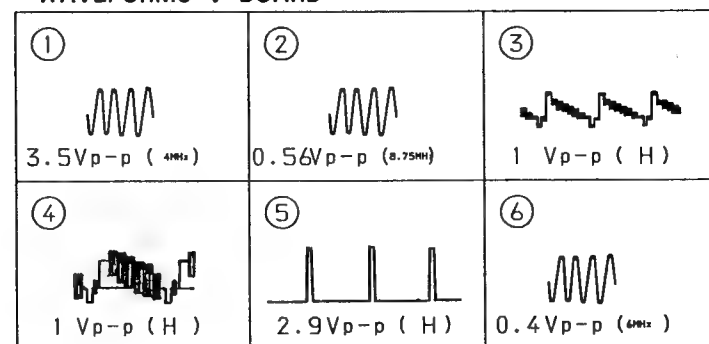 WAVEFORMS V BOARD
① ② ③
3.5Vp-p ( 4MHz ) 0.56Vp-p (8.75MH) 1 Vp-p ( H )
④ ⑤ ⑥
1 Vp-p ( H ) 2.9Vp-p ( H ) 0.4Vp-p ( 6MHz )